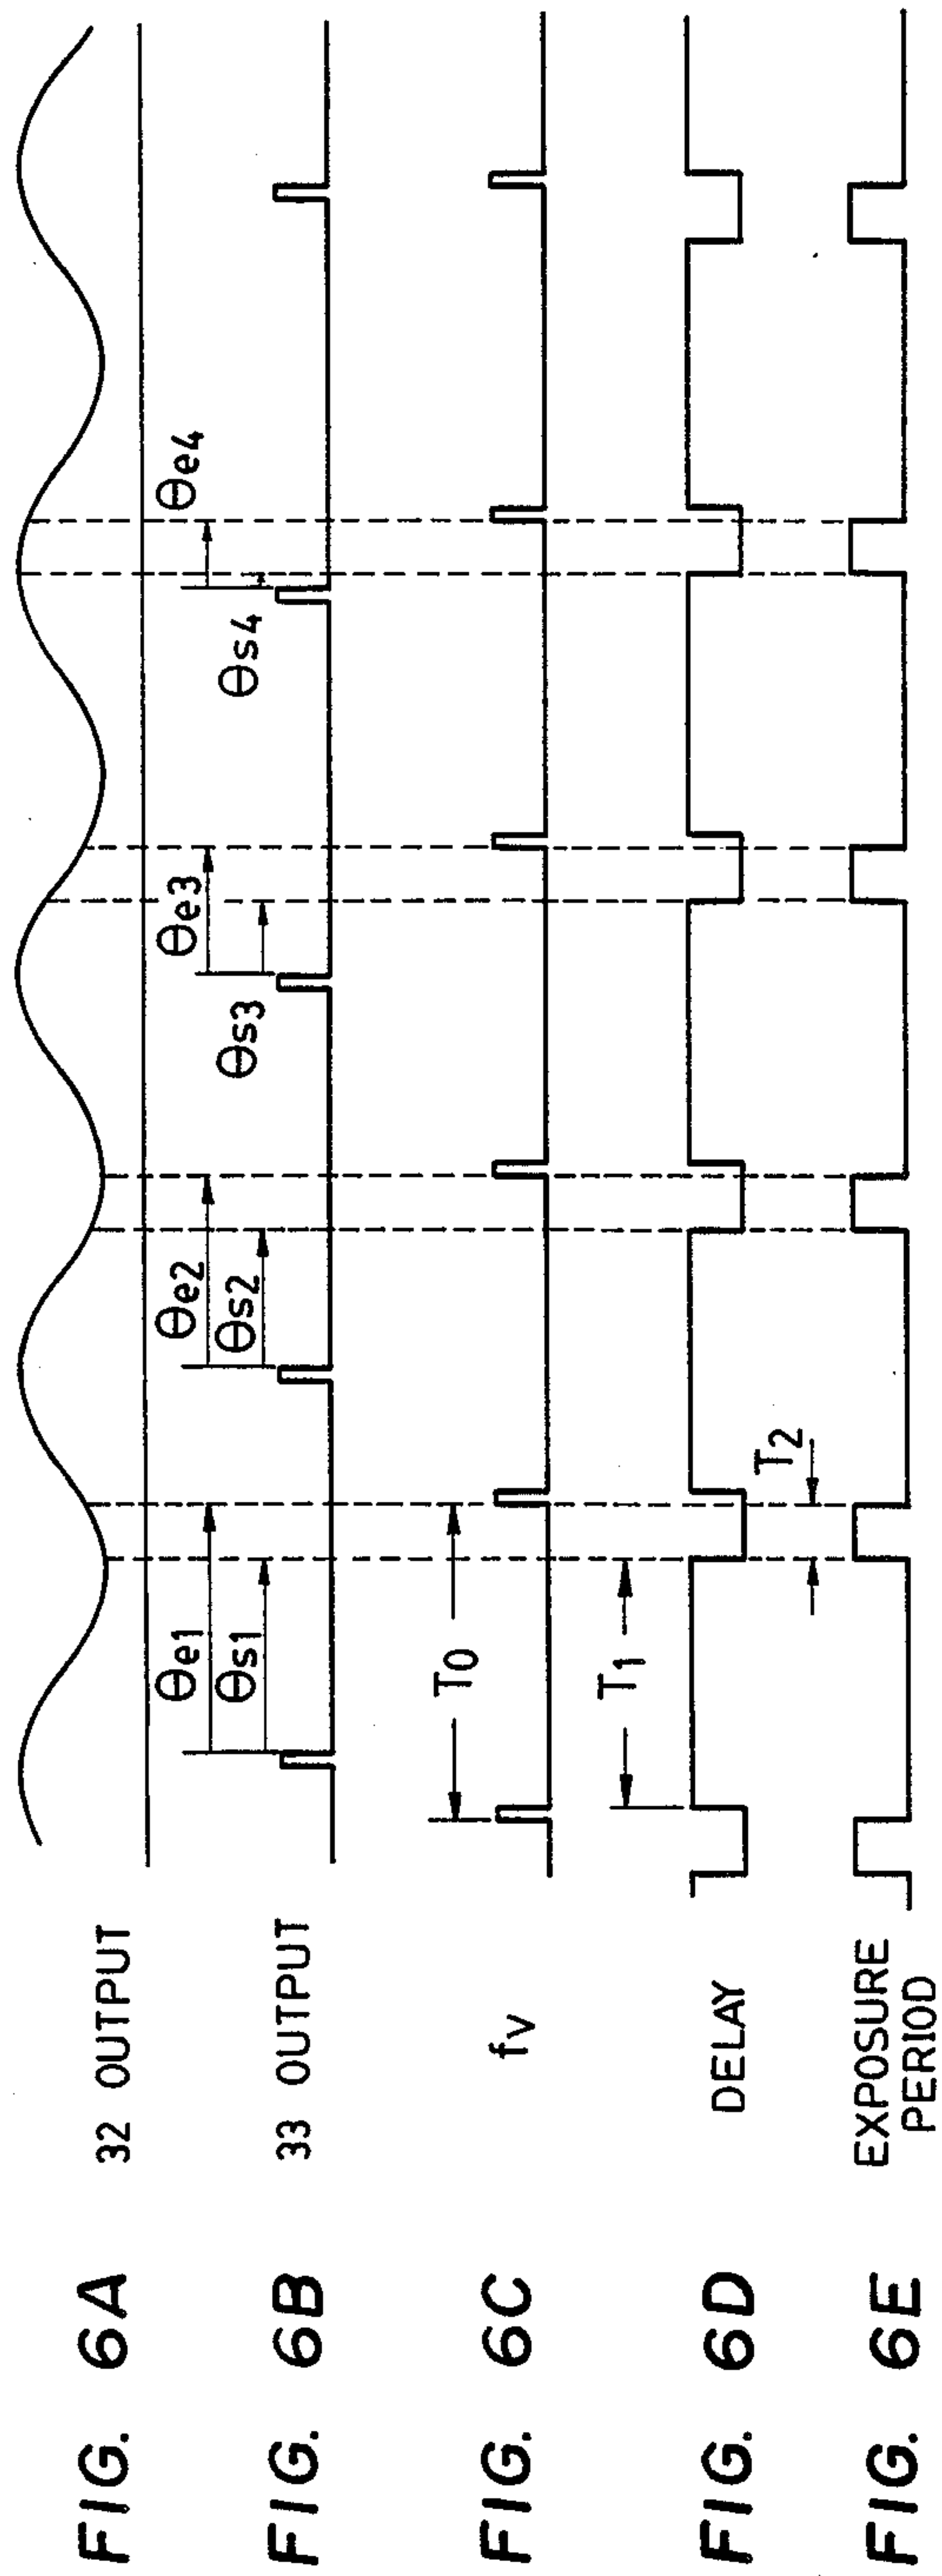 FIG. 6A 32 OUTPUT
FIG. 6B 33 OUTPUT
Θe1 Θe2 Θe3 Θe4
Θs1 Θs2 Θs3 Θs4
FIG. 6C fv
T0
FIG. 6D DELAY
T1
T2
FIG. 6E EXPOSURE
PERIOD